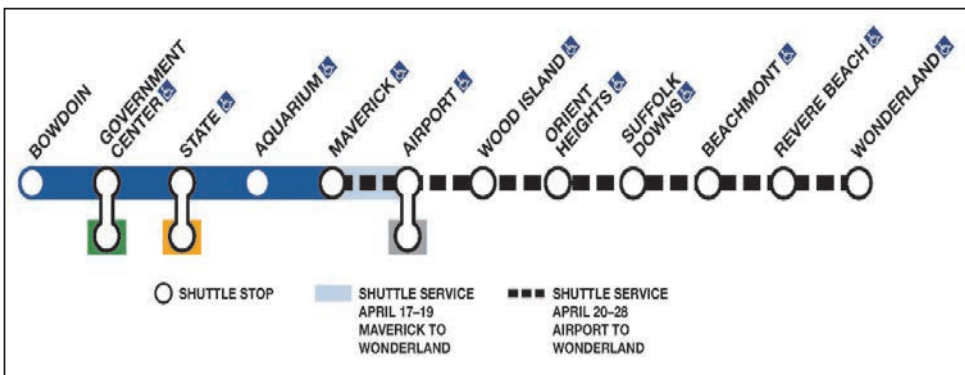 BOWDOIN
GOVERNMENT
CENTER
STATE
AQUARIUM
MAVERICK
AIRPORT
WOOD ISLAND
ORIENT
HEIGHTS
SUFFOLK
DOWNS
BEACHMONT
REVERE BEACH
WONDERLAND
SHUTTLE STOP
SHUTTLE SERVICE
APRIL 17–19
MAVERICK TO
WONDERLAND
SHUTTLE SERVICE
APRIL 20–28
AIRPORT TO
WONDERLAND